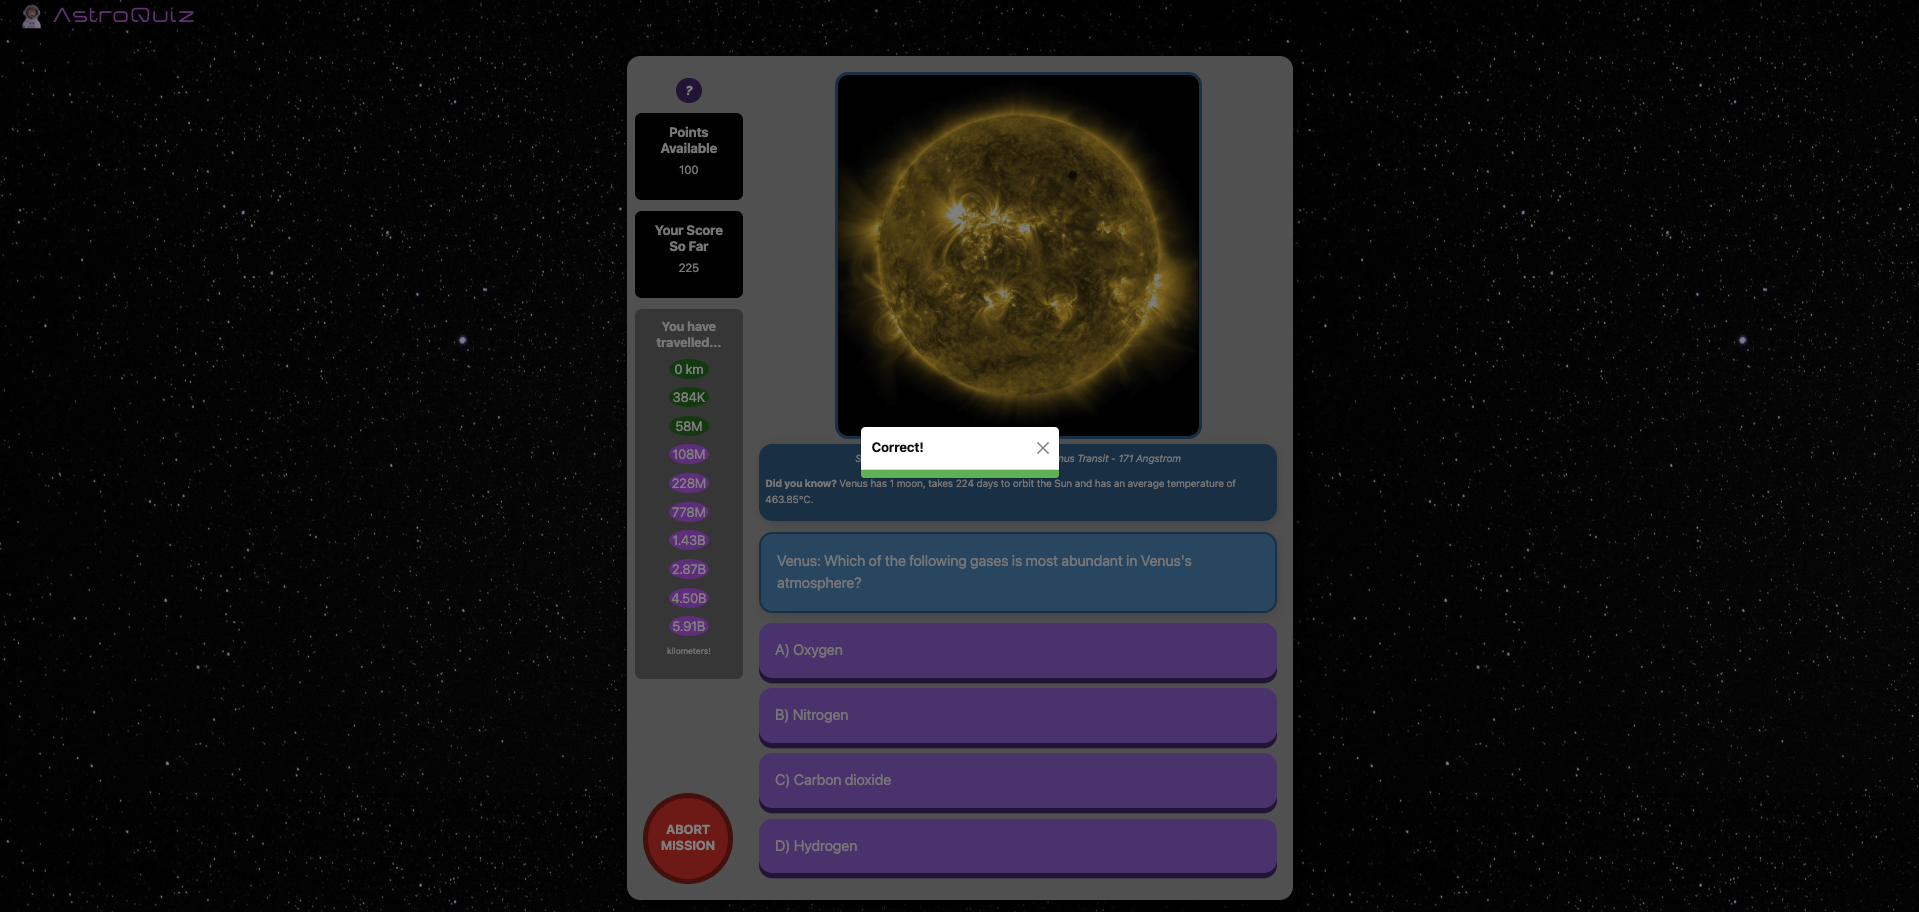 AstroQuiz
?
Points
Available
100
Your Score
So Far
225
You have
travelled...
0 km
384K
58M
108M
228M
778M
1.43B
2.87B
4.50B
5.91B
kilometers!
ABORT
MISSION
Correct!
Transit - 171 Angstrom
Did you know? Venus has 1 moon, takes 224 days to orbit the Sun and has an average temperature of
463.85°C.
Venus: Which of the following gases is most abundant in Venus's
atmosphere?
A) Oxygen
B) Nitrogen
C) Carbon dioxide
D) Hydrogen